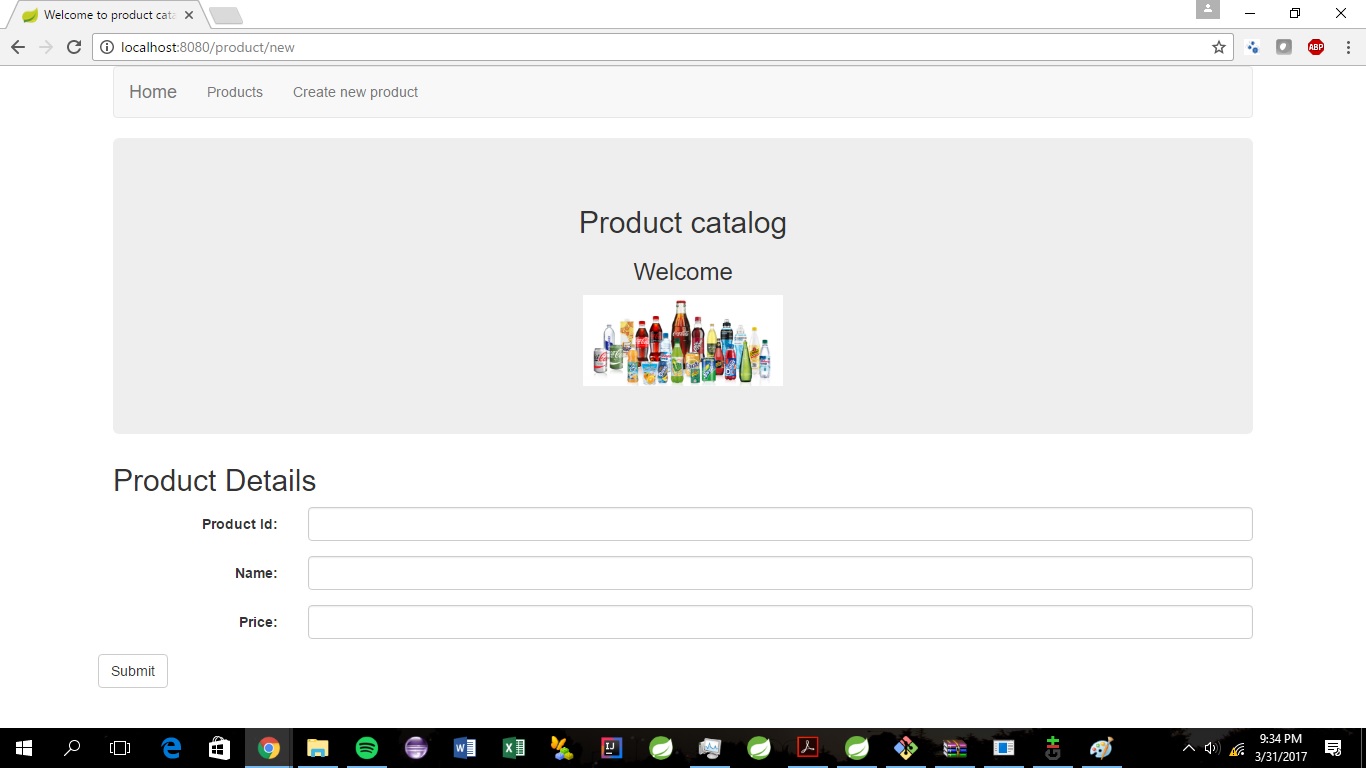 Welcome to product cata
localhost:8080/product/new
ABP
Home Products Create new product
Product catalog
Welcome
Product Details
Product Id:
Name:
Price:
Submit
9:34 PM
3/31/2017